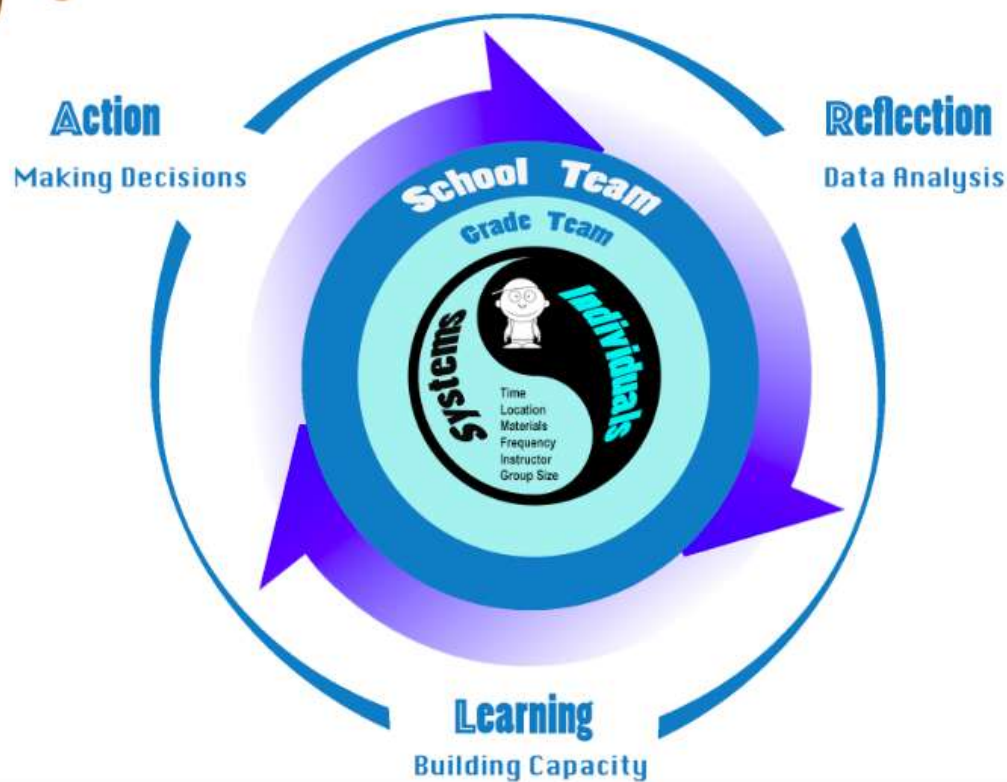 Action
Making Decisions
Reflection
Data Analysis
School Team
Grade Team
Systems
Individuals
Time
Location
Materials
Frequency
Instructor
Group Size
Learning
Building Capacity